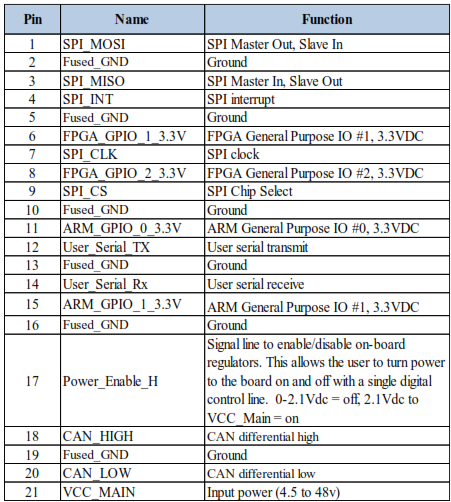 Pin Name Function
1 SPI_MOSI SPI Master Out, Slave In
2 Fused_GND Ground
3 SPI_MISO SPI Master In, Slave Out
4 SPI_INT SPI interrupt
5 Fused_GND Ground
6 FPGA_GPIO_1_3.3V FPGA General Purpose IO #1, 3.3VDC
7 SPI_CLK SPI clock
8 FPGA_GPIO_2_3.3V FPGA General Purpose IO #2, 3.3VDC
9 SPI_CS SPI Chip Select
10 Fused_GND Ground
11 ARM_GPIO_0_3.3V ARM General Purpose IO #0, 3.3VDC
12 User_Serial_TX User serial transmit
13 Fused_GND Ground
14 User_Serial_Rx User serial receive
15 ARM_GPIO_1_3.3V ARM General Purpose IO #1, 3.3VDC
16 Fused_GND Ground
17 Power_Enable_H Signal line to enable/disable on-board
regulators. This allows the user to turn power
to the board on and off with a single digital
control line. 0-2.1Vdc = off, 2.1Vdc to
VCC_Main = on
18 CAN_HIGH CAN differential high
19 Fused_GND Ground
20 CAN_LOW CAN differential low
21 VCC_MAIN Input power (4.5 to 48v)